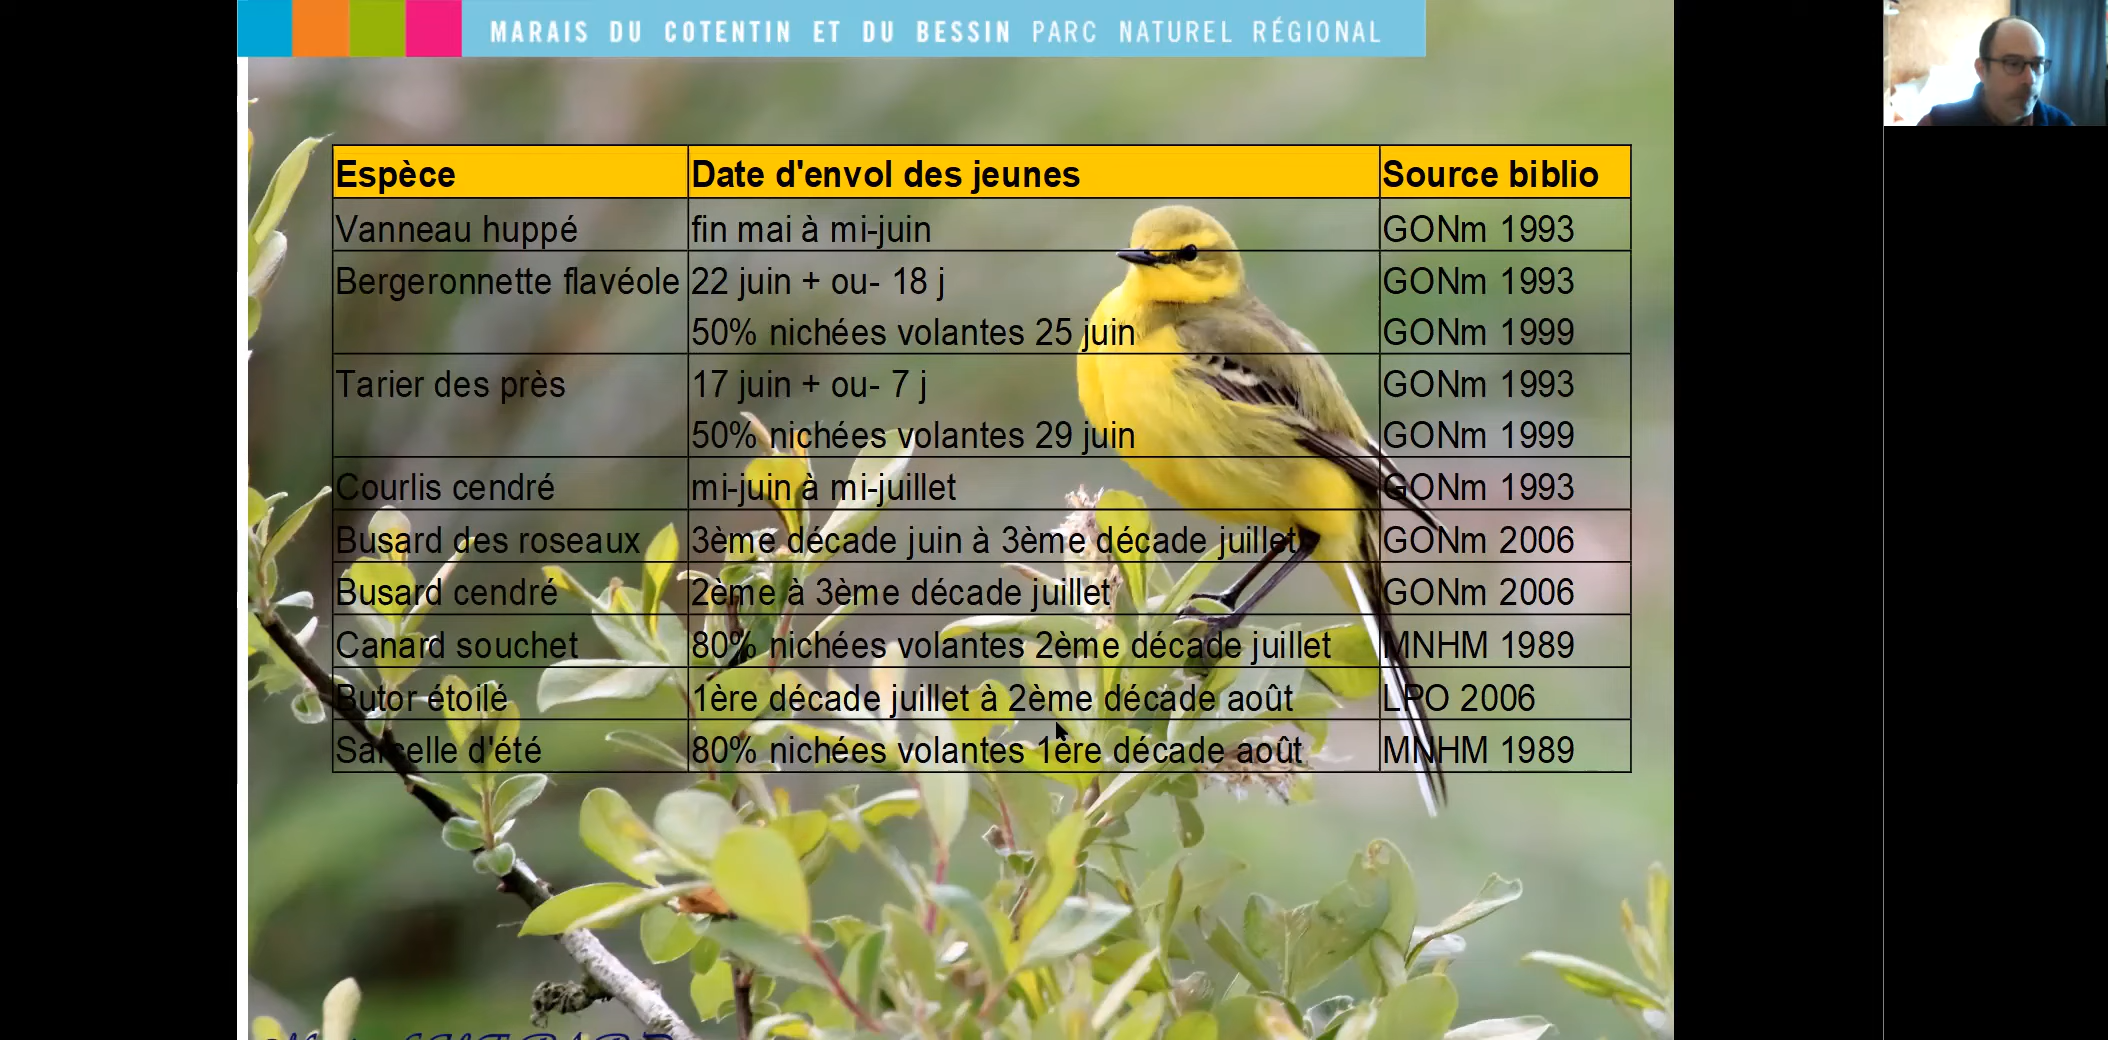 MARAIS DU COTENTIN ET DU BESSIN PARC NATUREL RÉGIONAL
Espèce Date d'envol des jeunes Source biblio
Vanneau huppé fin mai à mi-juin GONm 1993
Bergeronnette flavéole 22 juin + ou- 18 j GONm 1993
50% nichées volantes 25 juin GONm 1999
Tarier des près 17 juin + ou- 7 j GONm 1993
50% nichées volantes 29 juin GONm 1999
Courlis cendré mi-juin à mi-juillet GONm 1993
Busard des roseaux 3ème décade juin à 3ème décade juillet GONm 2006
Busard cendré 2ème à 3ème décade juillet GONm 2006
Canard souchet 80% nichées volantes 2ème décade juillet MNHM 1989
Butor étoilé 1ère décade juillet à 2ème décade août LPO 2006
Sarcelle d'été 80% nichées volantes 1ère décade août MNHM 1989